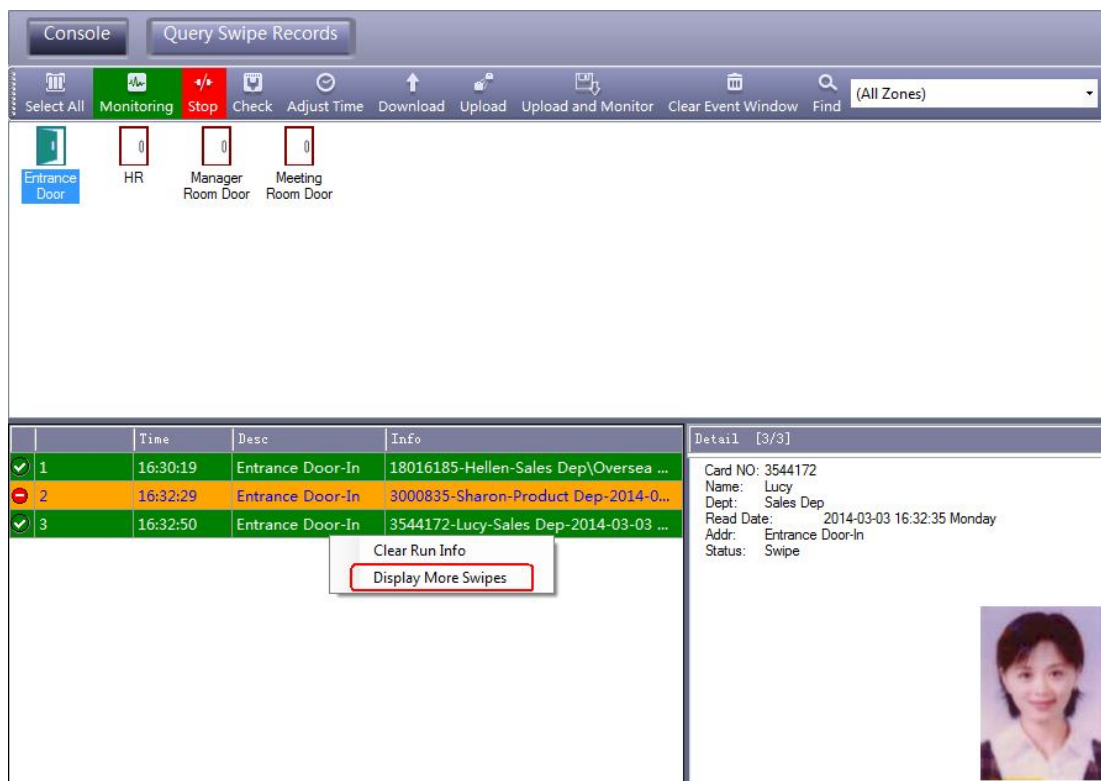 Console Query Swipe Records
Select All Monitoring Stop Check Adjust Time Download Upload Upload and Monitor Clear Event Window Find (All Zones)
Entrance Door
HR
Manager Room Door
Meeting Room Door
Time Desc Info
1 16:30:19 Entrance Door-In 18016185-Hellen-Sales Dep\Oversea ...
2 16:32:29 Entrance Door-In 3000835-Sharon-Product Dep-2014-0...
3 16:32:50 Entrance Door-In 3544172-Lucy-Sales Dep-2014-03-03 ...
Clear Run Info
Display More Swipes
Detail [3/3]
Card NO: 3544172
Name: Lucy
Dept: Sales Dep
Read Date: 2014-03-03 16:32:35 Monday
Addr: Entrance Door-In
Status: Swipe